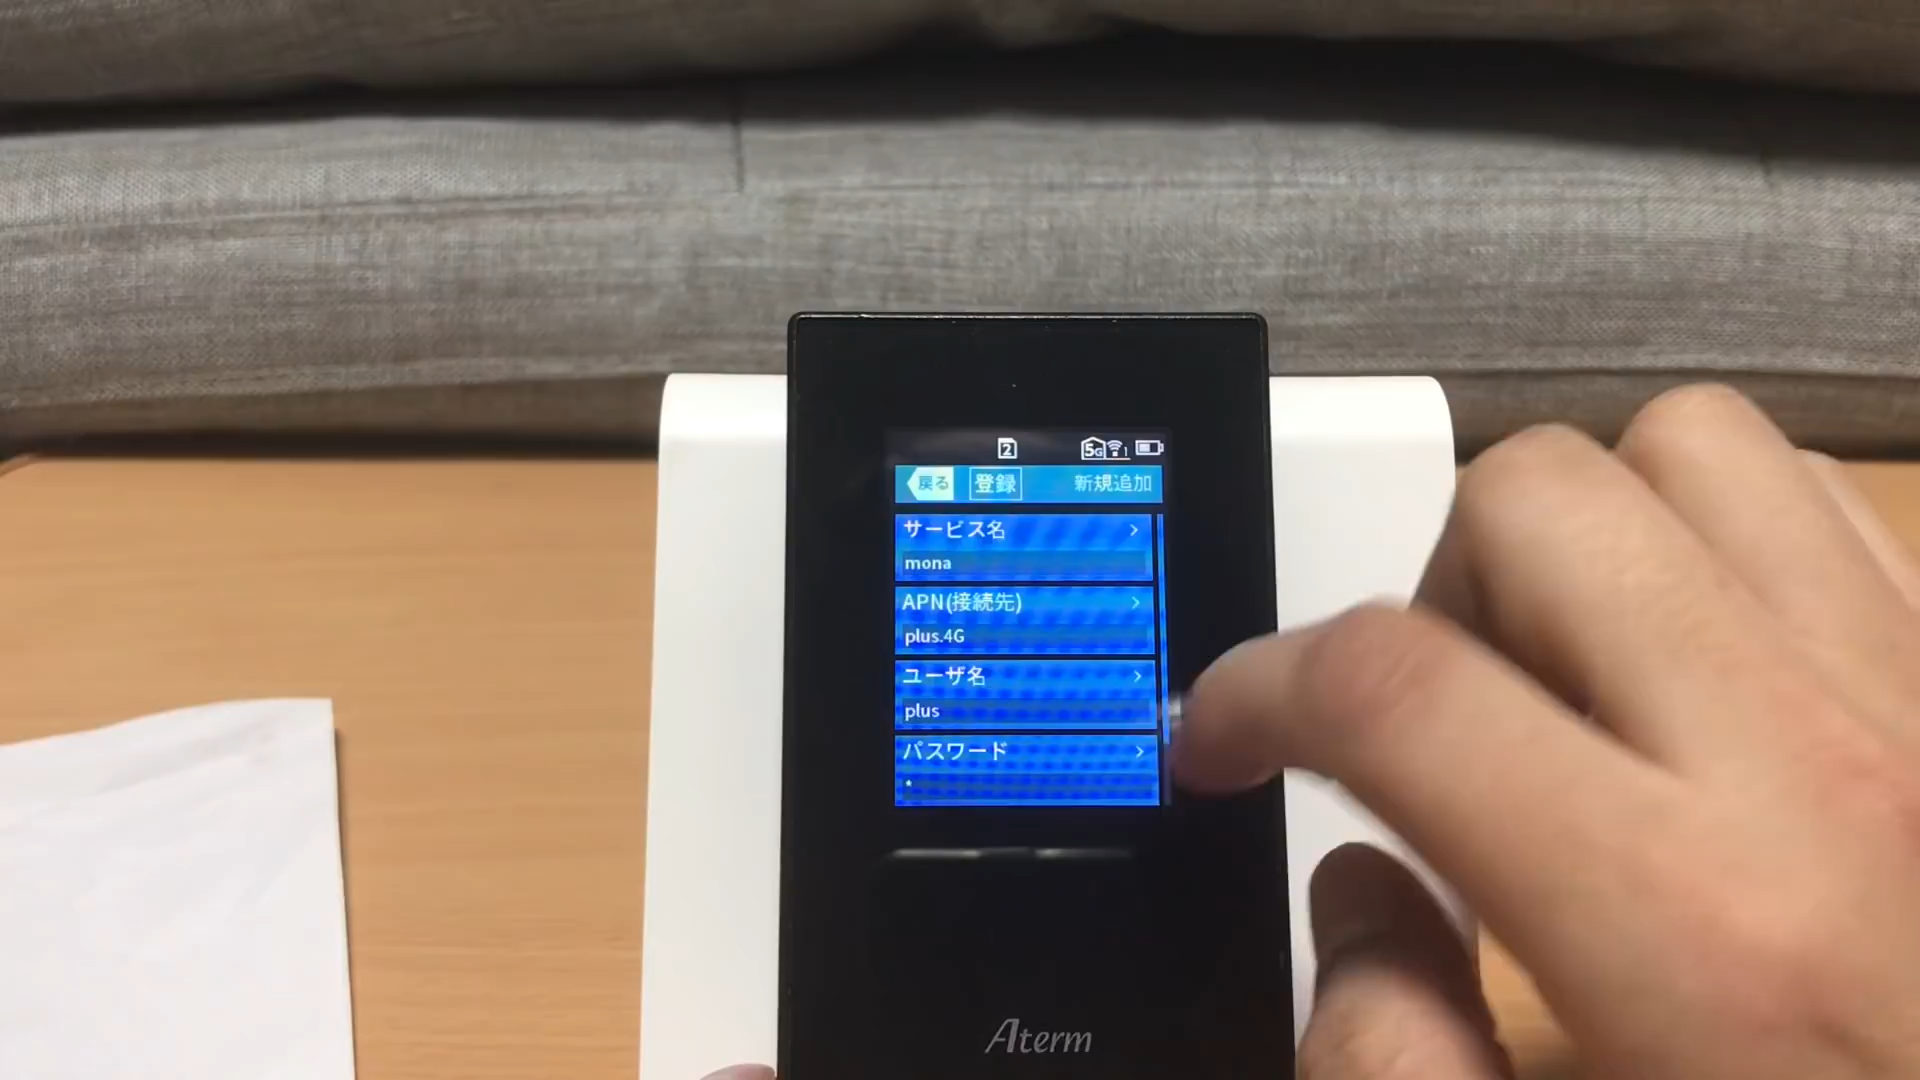 2 5G 1
戻る 登録 新規追加
サービス名
mona
APN(接続先)
plus.4G
ユーザ名
plus
パスワード
*
Aterm